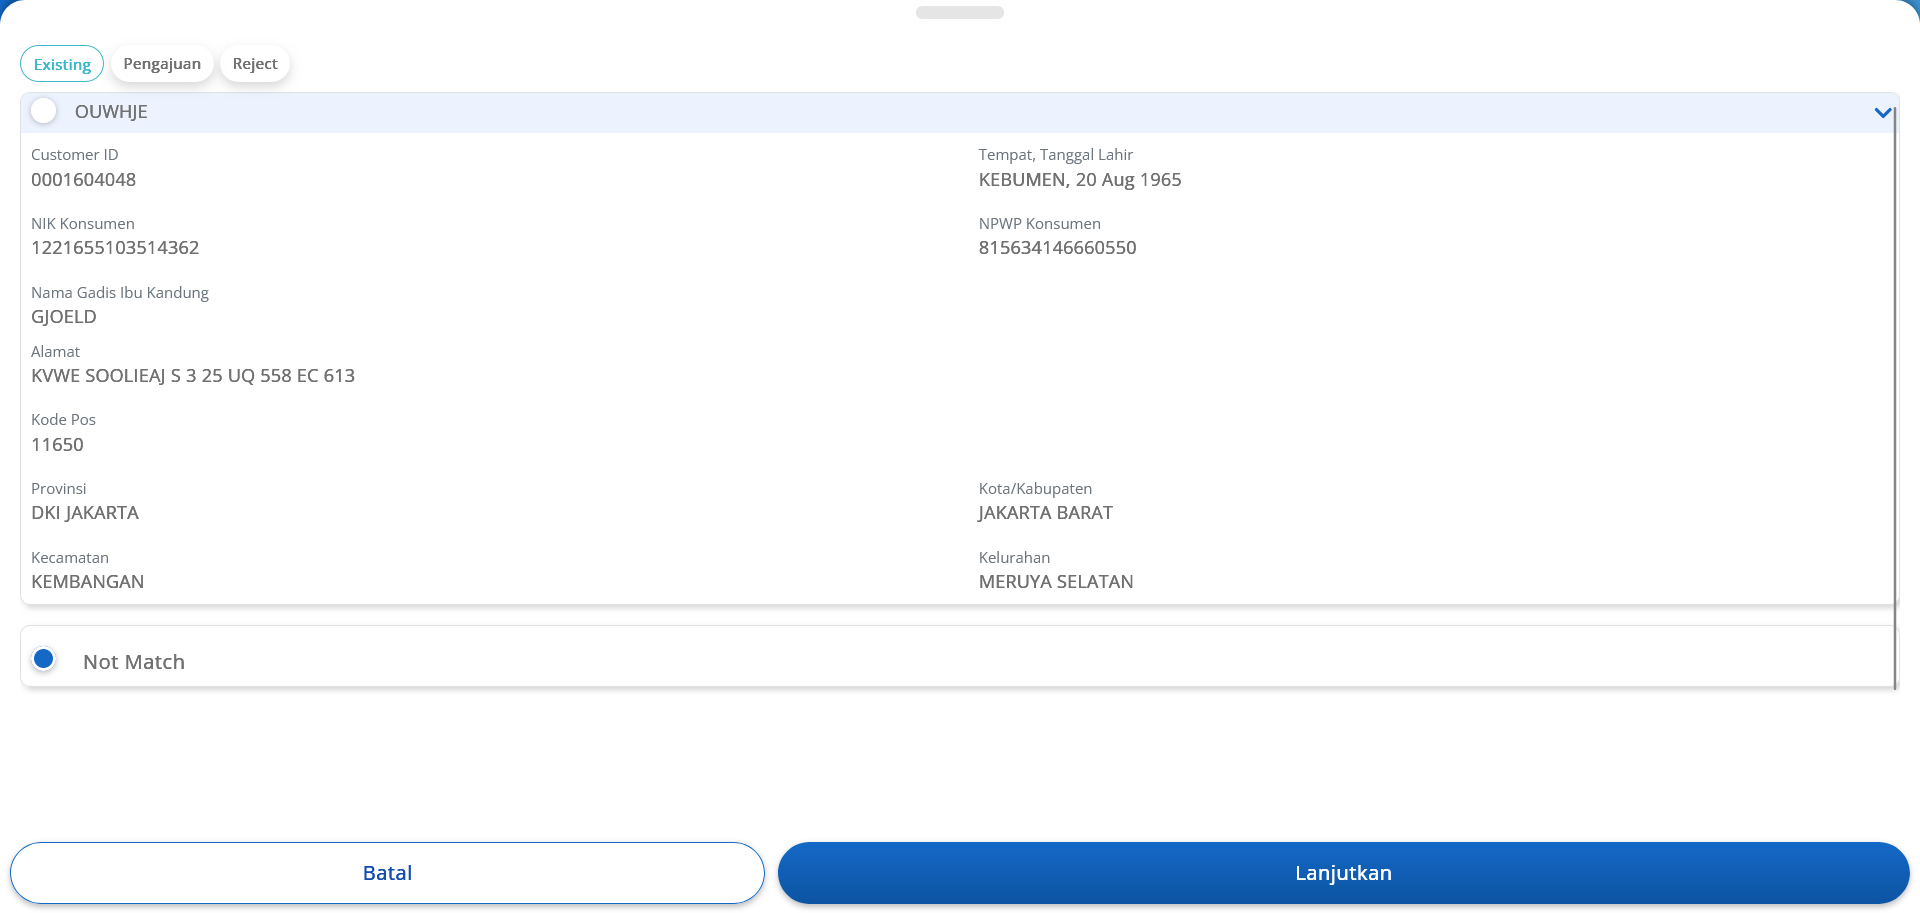 Existing
Pengajuan
Reject
OUWHJE
Customer ID
0001604048
Tempat, Tanggal Lahir
KEBUMEN, 20 Aug 1965
NIK Konsumen
1221655103514362
NPWP Konsumen
815634146660550
Nama Gadis Ibu Kandung
GJOELD
Alamat
KVWE SOOLIEAJ S 3 25 UQ 558 EC 613
Kode Pos
11650
Provinsi
DKI JAKARTA
Kota/Kabupaten
JAKARTA BARAT
Kecamatan
KEMBANGAN
Kelurahan
MERUYA SELATAN
Not Match
Batal
Lanjutkan